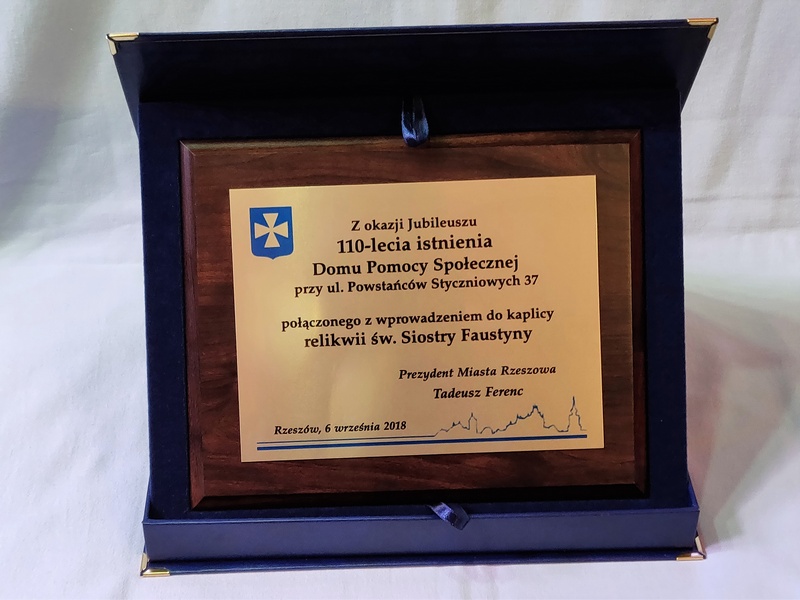 Z okazji Jubileuszu
110-lecia istnienia
Domu Pomocy Społecznej
przy ul. Powstańców Styczniowych 37
połączonego z wprowadzeniem do kaplicy
relikwii św. Siostry Faustyny
Prezydent Miasta Rzeszowa
Tadeusz Ferenc
Rzeszów, 6 września 2018